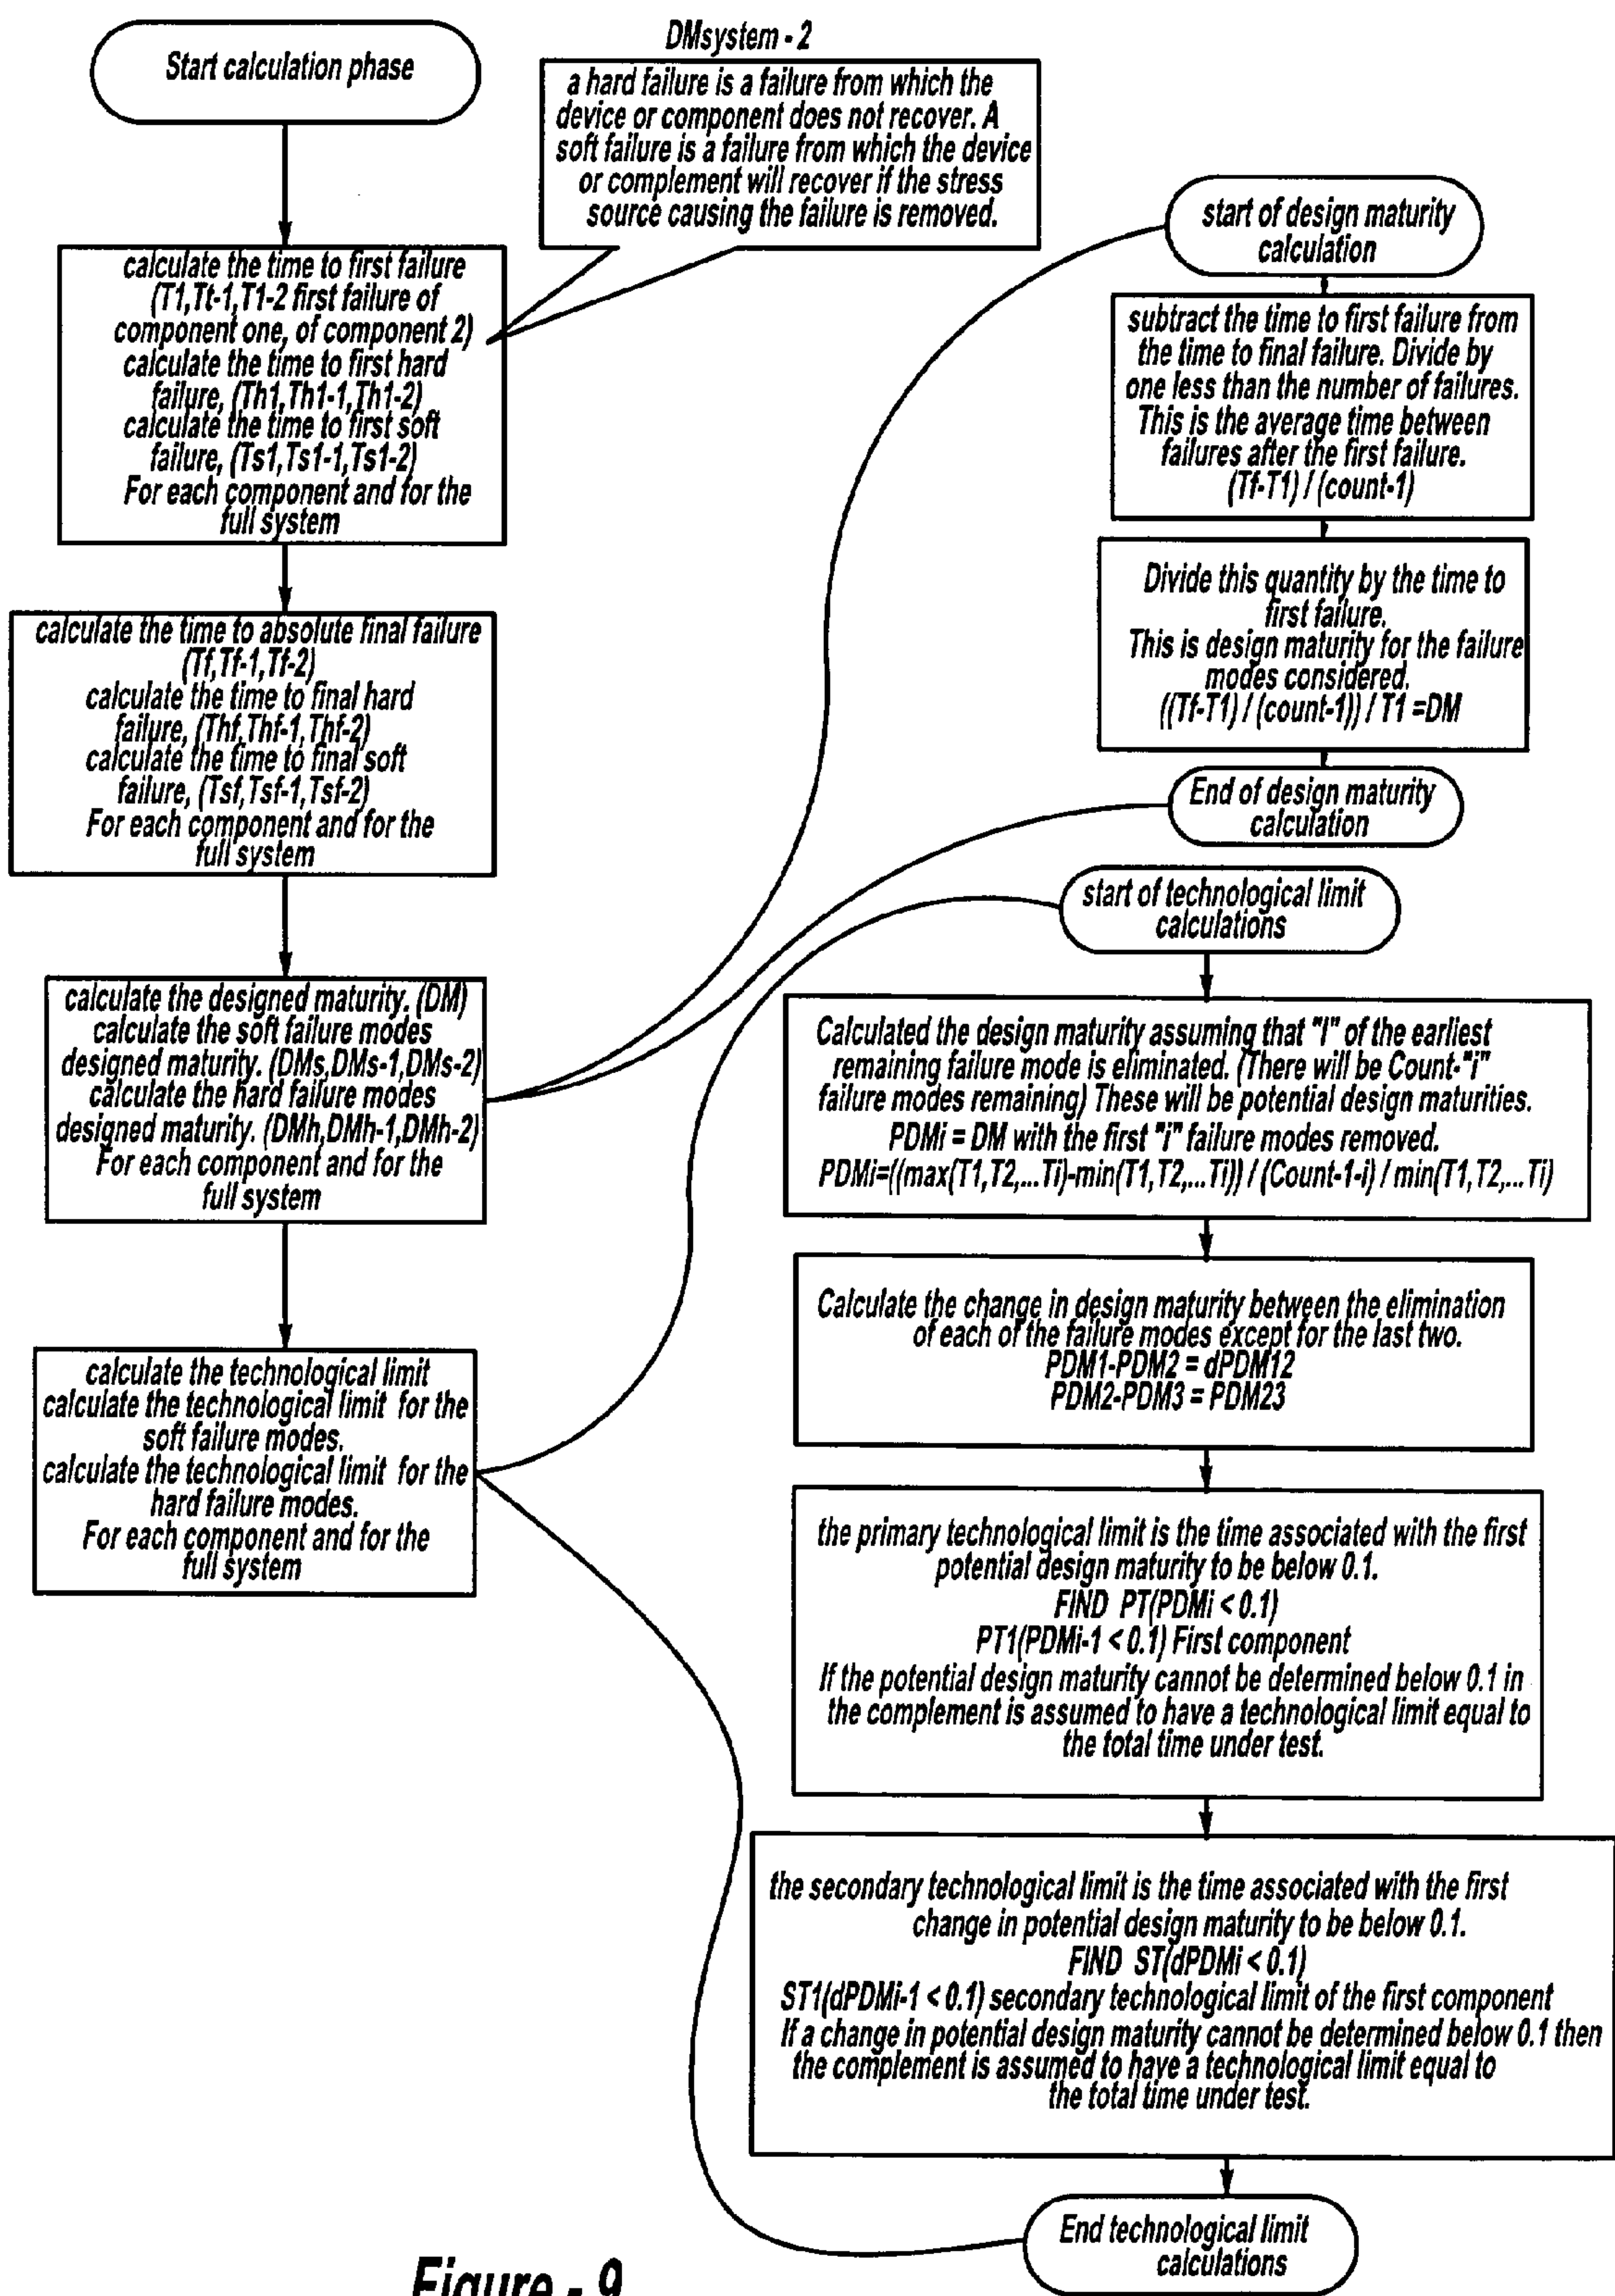 Start calculation phase
DMsystem - 2
a hard failure is a failure from which the
device or component does not recover. A
soft failure is a failure from which the device
or complement will recover if the stress
source causing the failure is removed.
calculate the time to first failure
(T1,Tt-1,T1-2 first failure of
component one, of component 2)
calculate the time to first hard
failure, (Th1,Th1-1,Th1-2)
calculate the time to first soft
failure, (Ts1,Ts1-1,Ts1-2)
For each component and for the
full system
calculate the time to absolute final failure
(Tf,Tf-1,Tf-2)
calculate the time to final hard
failure, (Thf,Thf-1,Thf-2)
calculate the time to final soft
failure, (Tsf,Tsf-1,Tsf-2)
For each component and for the
full system
calculate the designed maturity. (DM)
calculate the soft failure modes
designed maturity. (DMs,DMs-1,DMs-2)
calculate the hard failure modes
designed maturity. (DMh,DMh-1,DMh-2)
For each component and for the
full system
calculate the technological limit
calculate the technological limit for the
soft failure modes.
calculate the technological limit for the
hard failure modes.
For each component and for the
full system
start of design maturity
calculation
subtract the time to first failure from
the time to final failure. Divide by
one less than the number of failures.
This is the average time between
failures after the first failure.
(Tf-T1) / (count-1)
Divide this quantity by the time to
first failure.
This is design maturity for the failure
modes considered.
((Tf-T1) / (count-1)) / T1 =DM
End of design maturity
calculation
start of technological limit
calculations
Calculated the design maturity assuming that "I" of the earliest
remaining failure mode is eliminated. (There will be Count-"i"
failure modes remaining) These will be potential design maturities.
PDMi = DM with the first "i" failure modes removed.
PDMi=((max(T1,T2,...Ti)-min(T1,T2,...Ti)) / (Count-1-i) / min(T1,T2,...Ti)
Calculate the change in design maturity between the elimination
of each of the failure modes except for the last two.
PDM1-PDM2 = dPDM12
PDM2-PDM3 = PDM23
the primary technological limit is the time associated with the first
potential design maturity to be below 0.1.
FIND PT(PDMi < 0.1)
PT1(PDMi-1 < 0.1) First component
If the potential design maturity cannot be determined below 0.1 in
the complement is assumed to have a technological limit equal to
the total time under test.
the secondary technological limit is the time associated with the first
change in potential design maturity to be below 0.1.
FIND ST(dPDMi < 0.1)
ST1(dPDMi-1 < 0.1) secondary technological limit of the first component
If a change in potential design maturity cannot be determined below 0.1 then
the complement is assumed to have a technological limit equal to
the total time under test.
End technological limit
calculations
Figure - 9